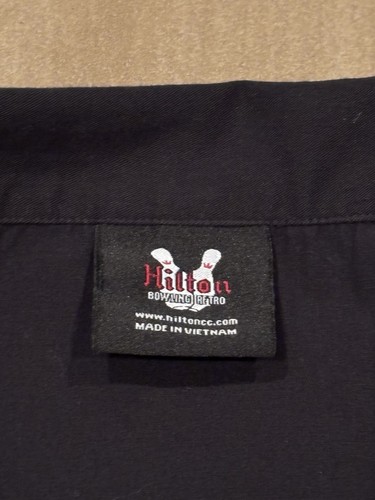 Hilton
BOWLING RETRO
www.hiltoncc.com
MADE IN VIETNAM